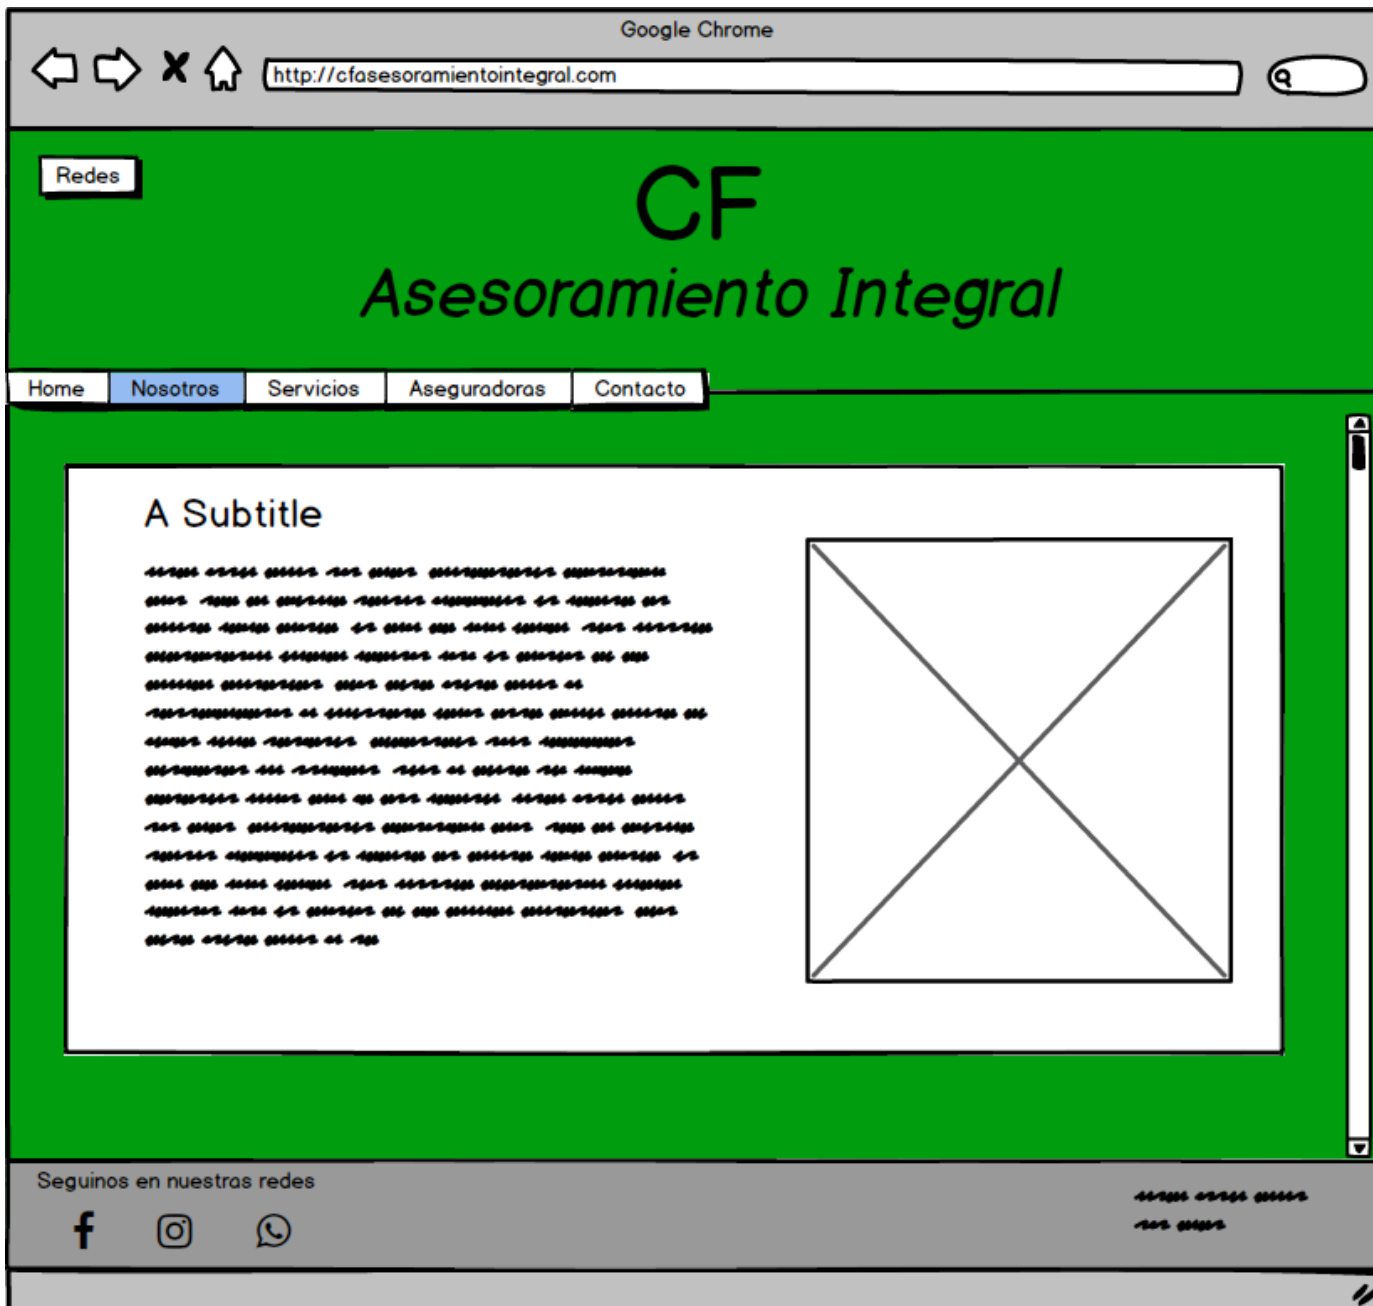 Google Chrome
http://cfasesoramientointegral.com
Redes
CF
Asesoramiento Integral
Home Nosotros Servicios Aseguradoras Contacto
A Subtitle
Seguinos en nuestras redes